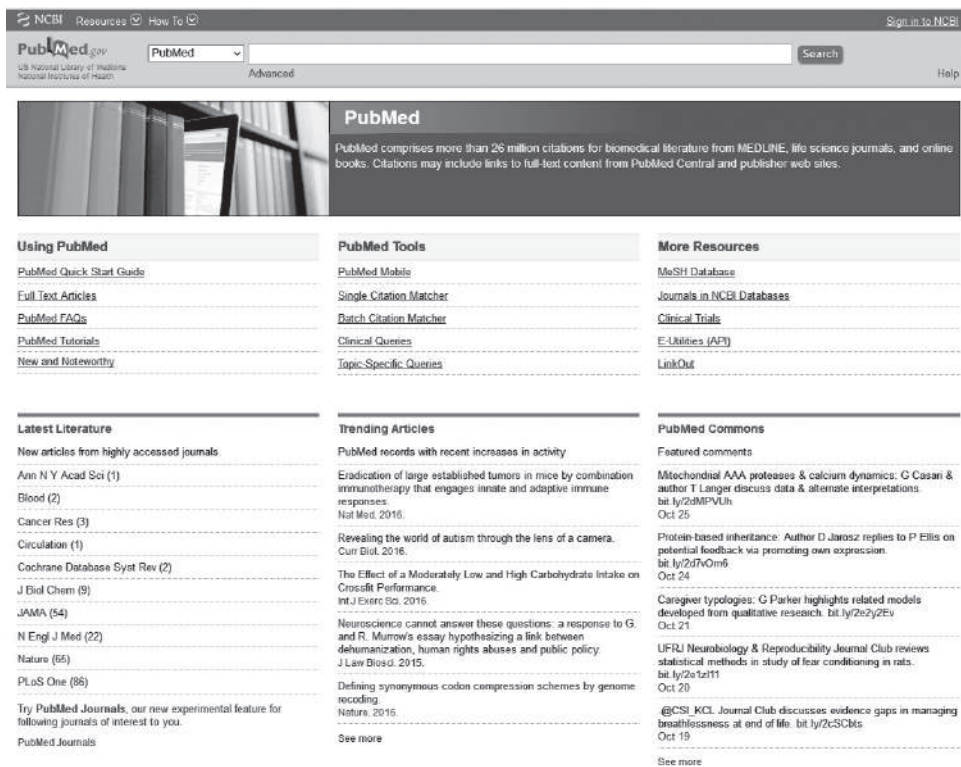 NCBI Resources How To Sign in to NCBI
PubMed.gov
US National Library of Medicine
National Institutes of Health
PubMed
Search
Advanced
Help
PubMed
PubMed comprises more than 26 million citations for biomedical literature from MEDLINE, life science journals, and online
books. Citations may include links to full-text content from PubMed Central and publisher web sites.
Using PubMed
PubMed Quick Start Guide
Full Text Articles
PubMed FAQs
PubMed Tutorials
New and Noteworthy
PubMed Tools
PubMed Mobile
Single Citation Matcher
Batch Citation Matcher
Clinical Queries
Topic-Specific Queries
More Resources
MeSH Database
Journals in NCBI Databases
Clinical Trials
E-Utilities (API)
LinkOut
Latest Literature
New articles from highly accessed journals
Ann N Y Acad Sci (1)
Blood (2)
Cancer Res (3)
Circulation (1)
Cochrane Database Syst Rev (2)
J Biol Chem (9)
JAMA (54)
N Engl J Med (22)
Nature (65)
PLoS One (86)
Try PubMed Journals, our new experimental feature for
following journals of interest to you.
PubMed Journals
Trending Articles
PubMed records with recent increases in activity
Eradication of large established tumors in mice by combination
immunotherapy that engages innate and adaptive immune
responses.
Nat Med. 2016.
Revealing the world of autism through the lens of a camera.
Curr Biol. 2016.
The Effect of a Moderately Low and High Carbohydrate Intake on
Crossfit Performance.
Int J Exerc Sci. 2016.
Neuroscience cannot answer these questions: a response to G.
and R. Murrow's essay hypothesizing a link between
dehumanization, human rights abuses and public policy.
J Law Biosci. 2015.
Defining synonymous codon compression schemes by genome
recoding.
Nature. 2016.
See more
PubMed Commons
Featured comments
Mitochondrial AAA proteases & calcium dynamics: G Casari &
author T Langer discuss data & alternate interpretations.
bit.ly/2dMPVUh
Oct 25
Protein-based inheritance: Author D Jarosz replies to P Ellis on
potential feedback via promoting own expression.
bit.ly/2d7vOm6
Oct 24
Caregiver typologies: G Parker highlights related models
developed from qualitative research. bit.ly/2e2y2Ev
Oct 21
UFRJ Neurobiology & Reproducibility Journal Club reviews
statistical methods in study of fear conditioning in rats.
bit.ly/2e1zl11
Oct 20
.@CSI_KCL Journal Club discusses evidence gaps in managing
breathlessness at end of life. bit.ly/2cSCbts
Oct 19
See more